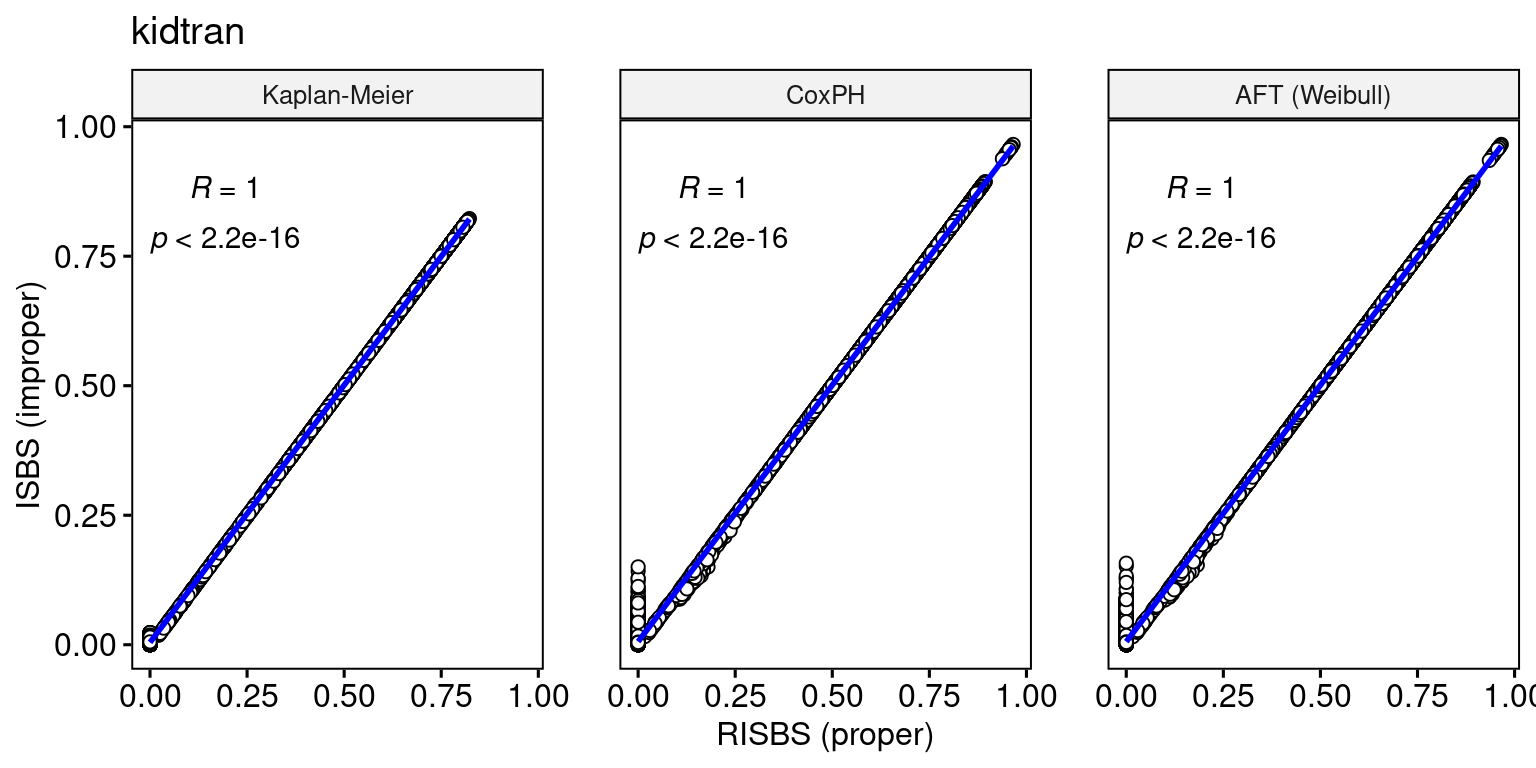 kidtran
Kaplan-Meier
CoxPH
AFT (Weibull)
R = 1
p < 2.2e-16
R = 1
p < 2.2e-16
R = 1
p < 2.2e-16
ISBS (improper)
1.00
0.75
0.50
0.25
0.00
0.00 0.25 0.50 0.75 1.00
0.00 0.25 0.50 0.75 1.00
0.00 0.25 0.50 0.75 1.00
RISBS (proper)